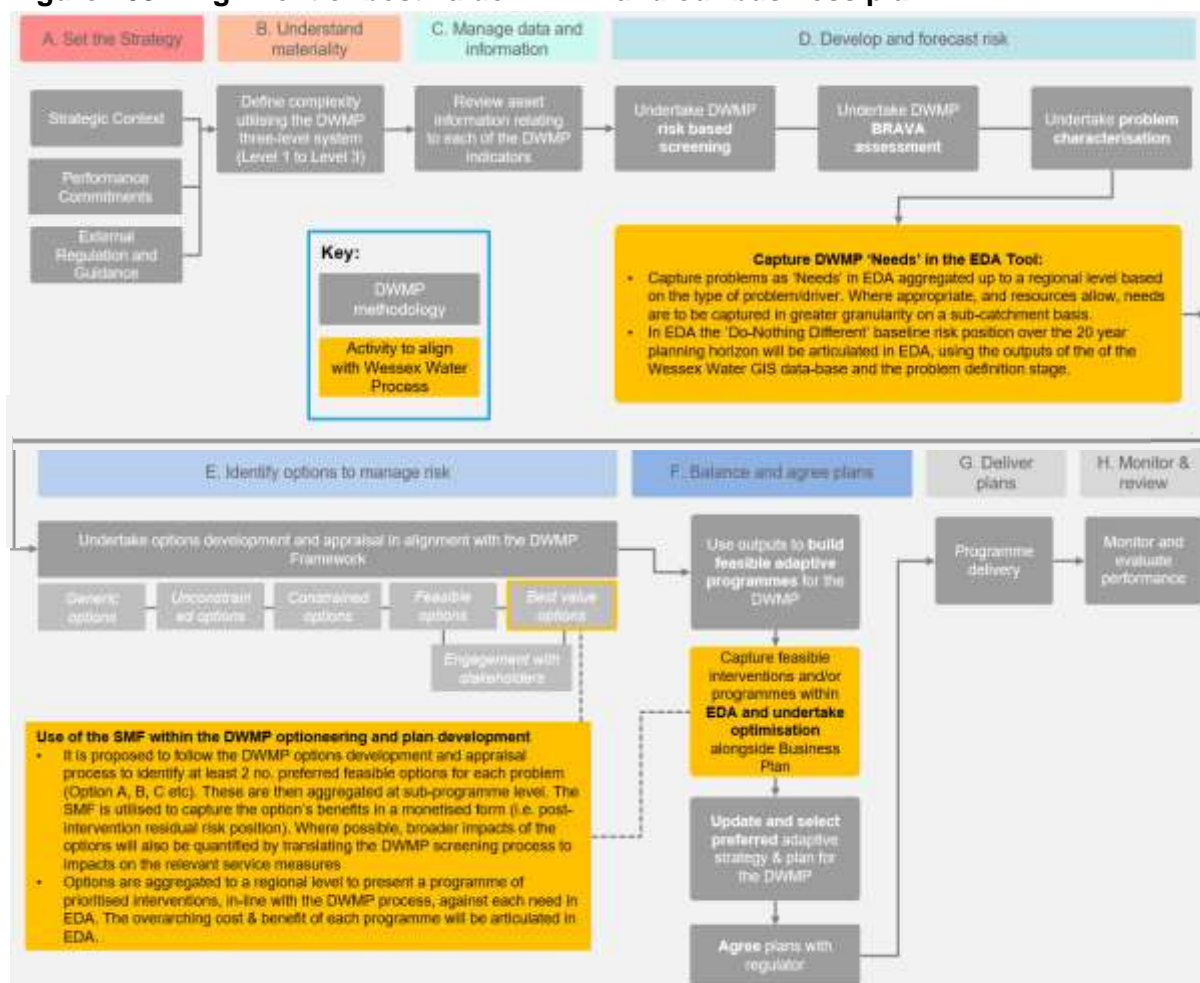 A. Set the Strategy
B. Understand
materiality
C. Manage data and
information
D. Develop and forecast risk
Strategic Context
Performance
Commitments
External
Regulation and
Guidance
Define complexity
utilising the DWMP
three-level system
(Level 1 to Level 3)
Review asset
information relating
to each of the DWMP
indicators
Undertake DWMP
risk based
screening
Undertake DWMP
BRAVA
assessment
Undertake problem
characterisation
Key:
DWMP
methodology
Activity to align
with Wessex Water
Process
Capture DWMP 'Needs' in the EDA Tool:
• Capture problems as 'Needs' in EDA aggregated up to a regional level based
on the type of problem/driver. Where appropriate, and resources allow, needs
are to be captured in greater granularity on a sub-catchment basis.
• In EDA the 'Do-Nothing Different' baseline risk position over the 20 year
planning horizon will be articulated in EDA, using the outputs of the of the
Wessex Water GIS data-base and the problem definition stage.
E. Identify options to manage risk
F. Balance and agree plans
G. Deliver
plans
H. Monitor &
review
Undertake options development and appraisal in alignment with the DWMP
Framework
Generic
options
Unconstrain
ed options
Constrained
options
Feasible
options
Best value
options
Engagement with
stakeholders
Use of the SMF within the DWMP optioneering and plan development
• It is proposed to follow the DWMP options development and appraisal
process to identify at least 2 no. preferred feasible options for each problem
(Option A, B, C etc). These are then aggregated at sub-programme level. The
SMF is utilised to capture the option's benefits in a monetised form (i.e. post-
intervention residual risk position). Where possible, broader impacts of the
options will also be quantified by translating the DWMP screening process to
impacts on the relevant service measures
• Options are aggregated to a regional level to present a programme of
prioritised interventions, in-line with the DWMP process, against each need in
EDA. The overarching cost & benefit of each programme will be articulated in
EDA.
Use outputs to build
feasible adaptive
programmes for the
DWMP
Capture feasible
interventions and/or
programmes within
EDA and undertake
optimisation
alongside Business
Plan
Update and select
preferred adaptive
strategy & plan for
the DWMP
Agree plans with
regulator
Programme
delivery
Monitor and
evaluate
performance